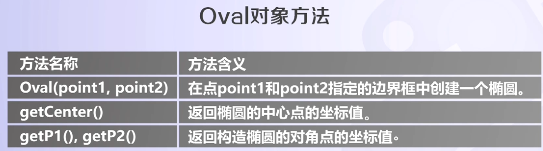 Oval对象方法
方法名称 方法含义
Oval(point1, point2) 在点point1和point2指定的边界框中创建一个椭圆。
getCenter() 返回椭圆的中心点的坐标值。
getP1(), getP2() 返回构造椭圆的对角点的坐标值。